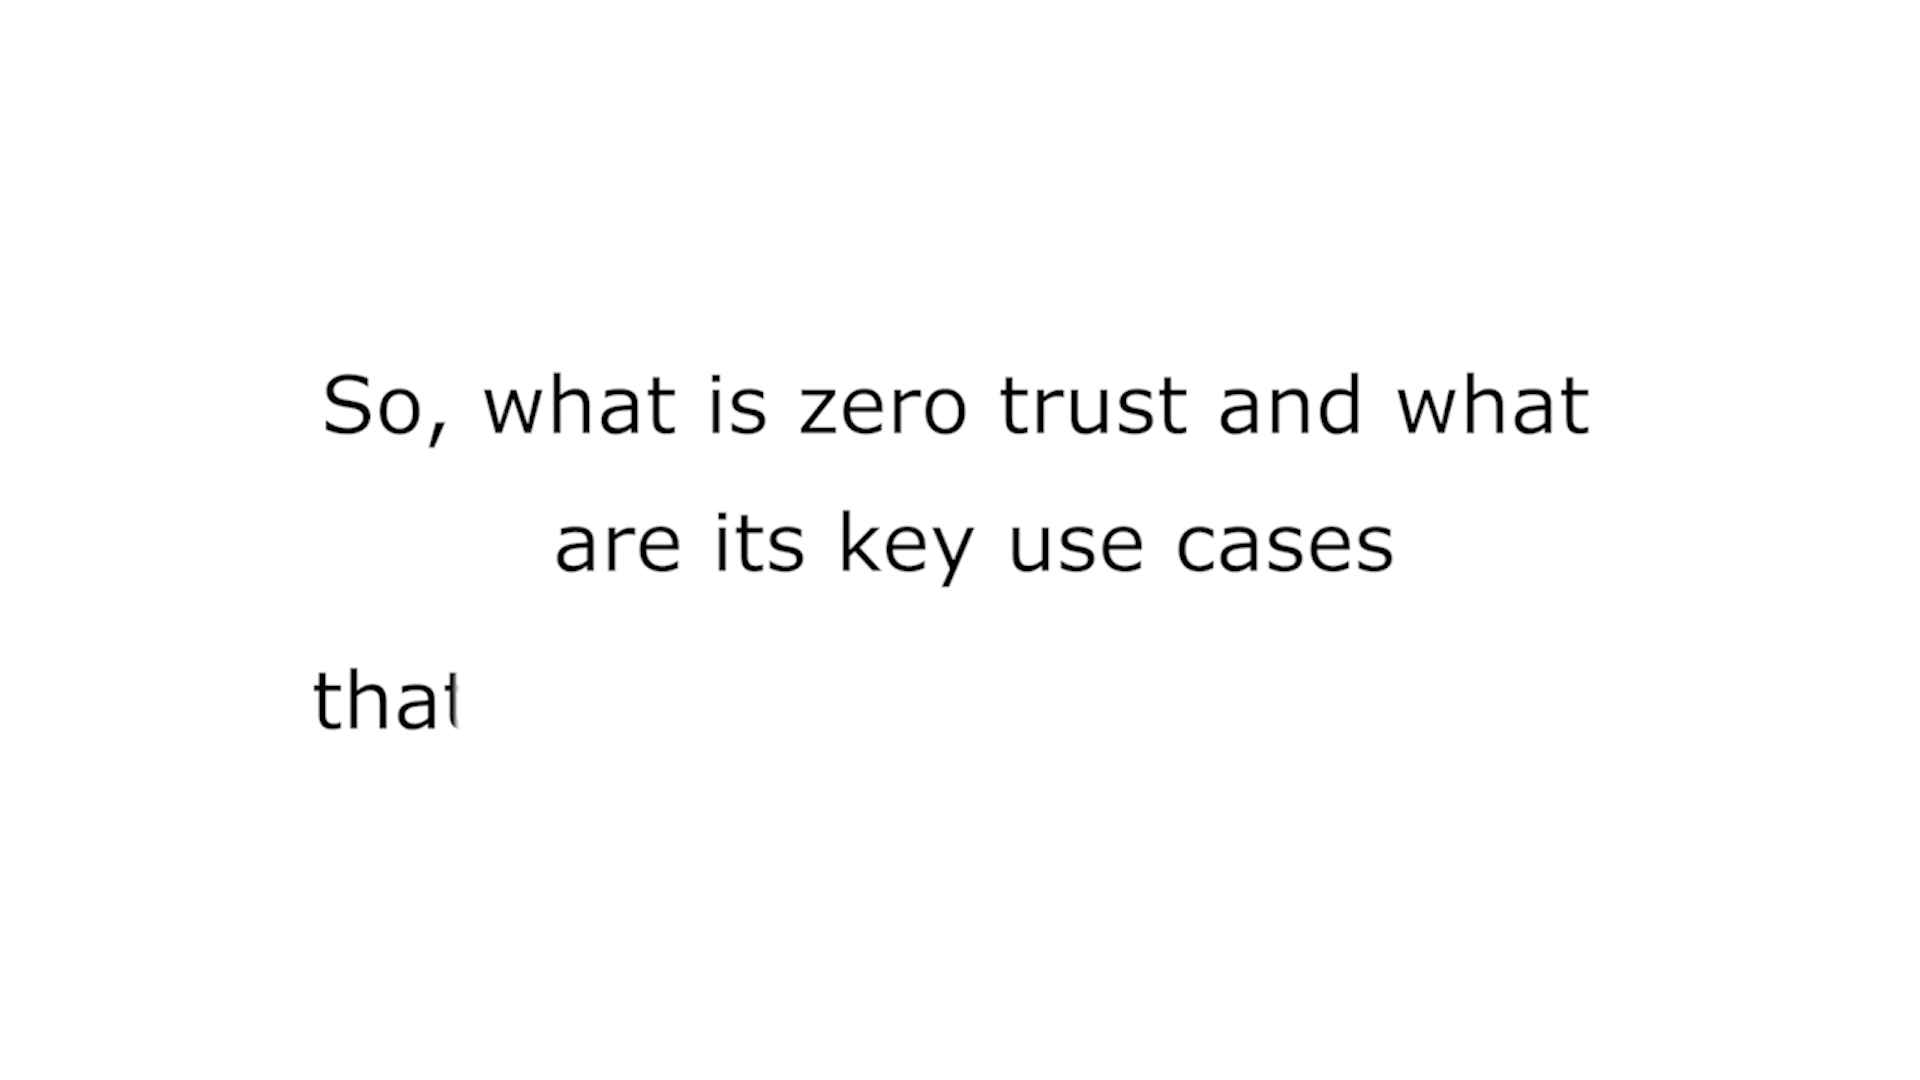 So, what is zero trust and what
are its key use cases
that